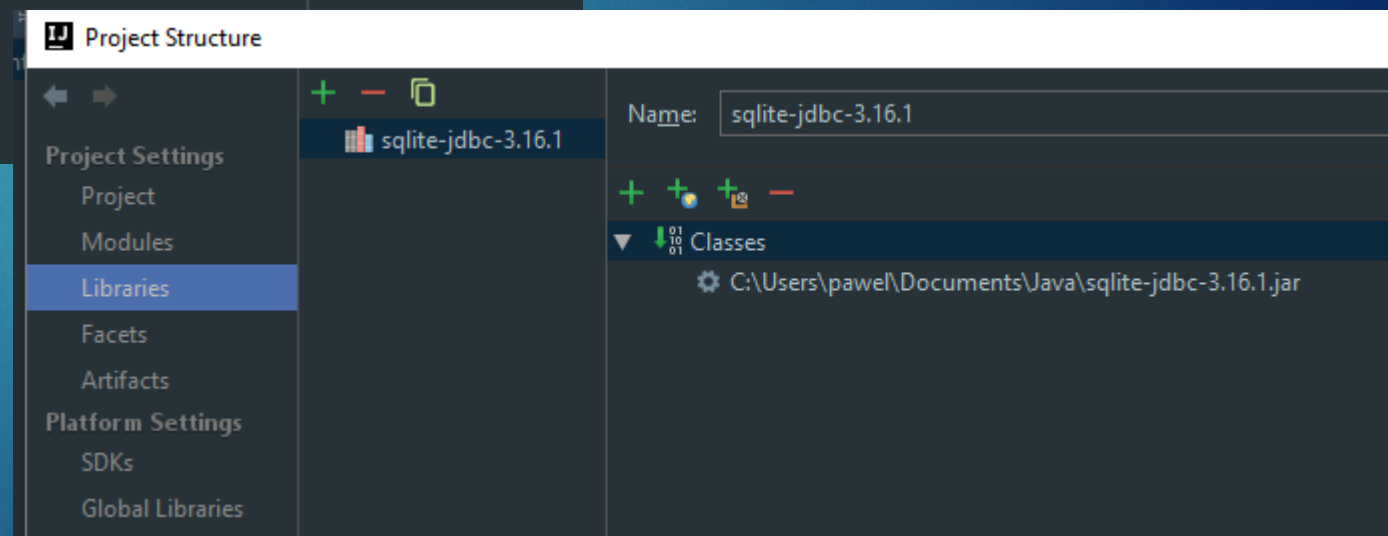 IJ Project Structure
Project Settings
Project
Modules
Libraries
Facets
Artifacts
Platform Settings
SDKs
Global Libraries
sqlite-jdbc-3.16.1
Name: sqlite-jdbc-3.16.1
Classes
C:\Users\pawel\Documents\Java\sqlite-jdbc-3.16.1.jar